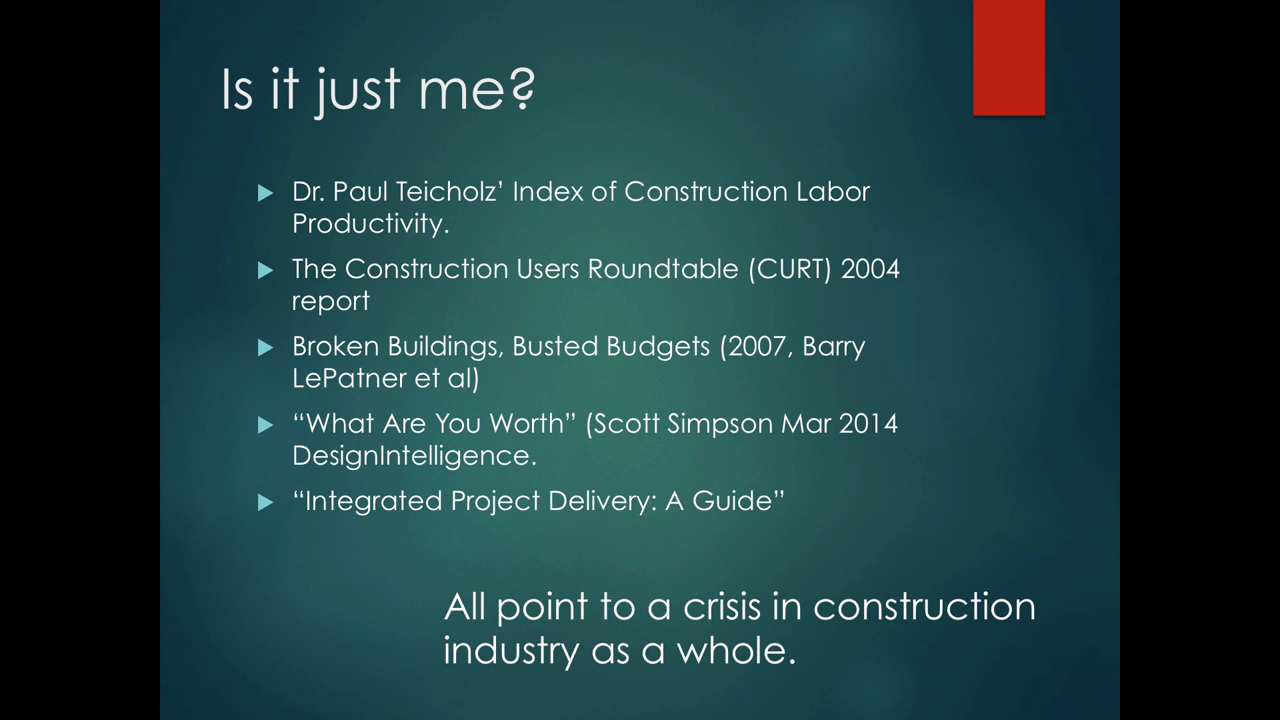 Is it just me?
Dr. Paul Teicholz’ Index of Construction Labor
Productivity.
The Construction Users Roundtable (CURT) 2004
report
Broken Buildings, Busted Budgets (2007, Barry
LePatner et al)
“What Are You Worth” (Scott Simpson Mar 2014
DesignIntelligence.
“Integrated Project Delivery: A Guide”
All point to a crisis in construction
industry as a whole.